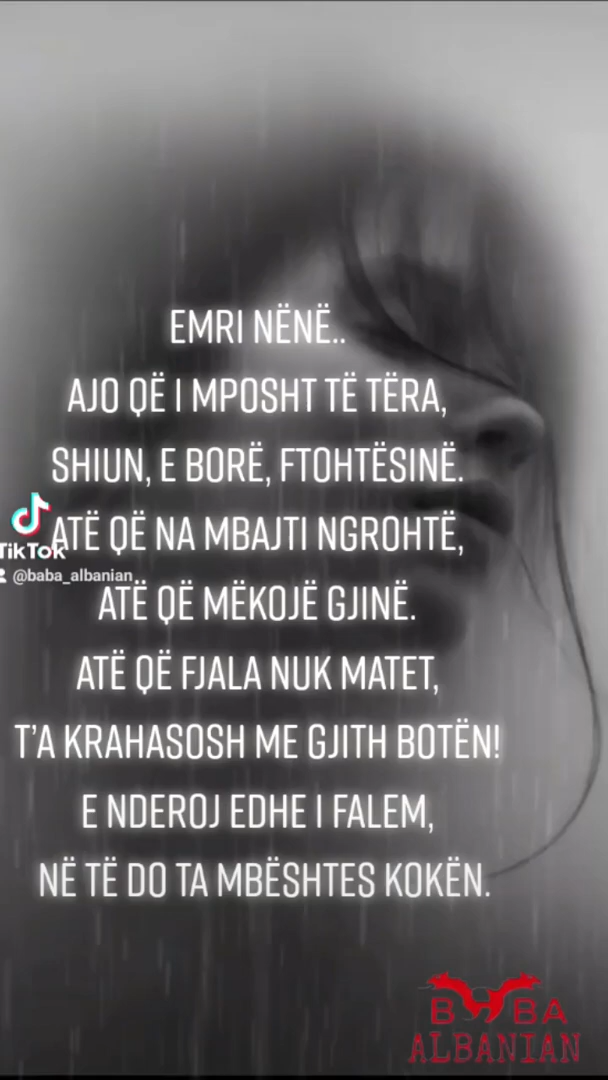 EMRI NËNË..
AJO QË I MPOSHT TË TËRA,
SHIUN, E BORË, FTOHTËSINË.
ATË QË NA MBAJTI NGROHTË,
TikTok
@baba_albanian..
ATË QË MËKOJË GJINË.
ATË QË FJALA NUK MATET,
T'A KRAHASOSH ME GJITH BOTËN!
E NDEROJ EDHE I FALEM,
NË TË DO TA MBËSHTES KOKËN.
BABA
ALBANIAN